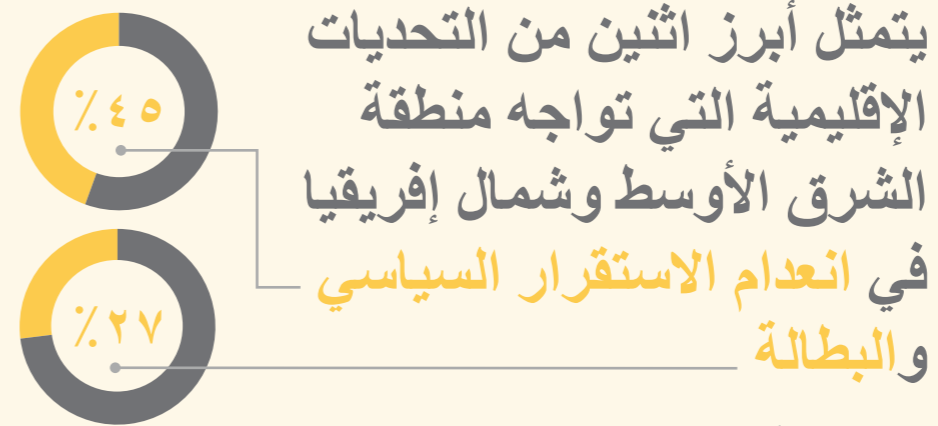 يتمثل أبرز اثنين من التحديات
الإقليمية التي تواجه منطقة
الشرق الأوسط وشمال إفريقيا
في انعدام الاستقرار السياسي
والبطالة
٤٥٪
٢٧٪